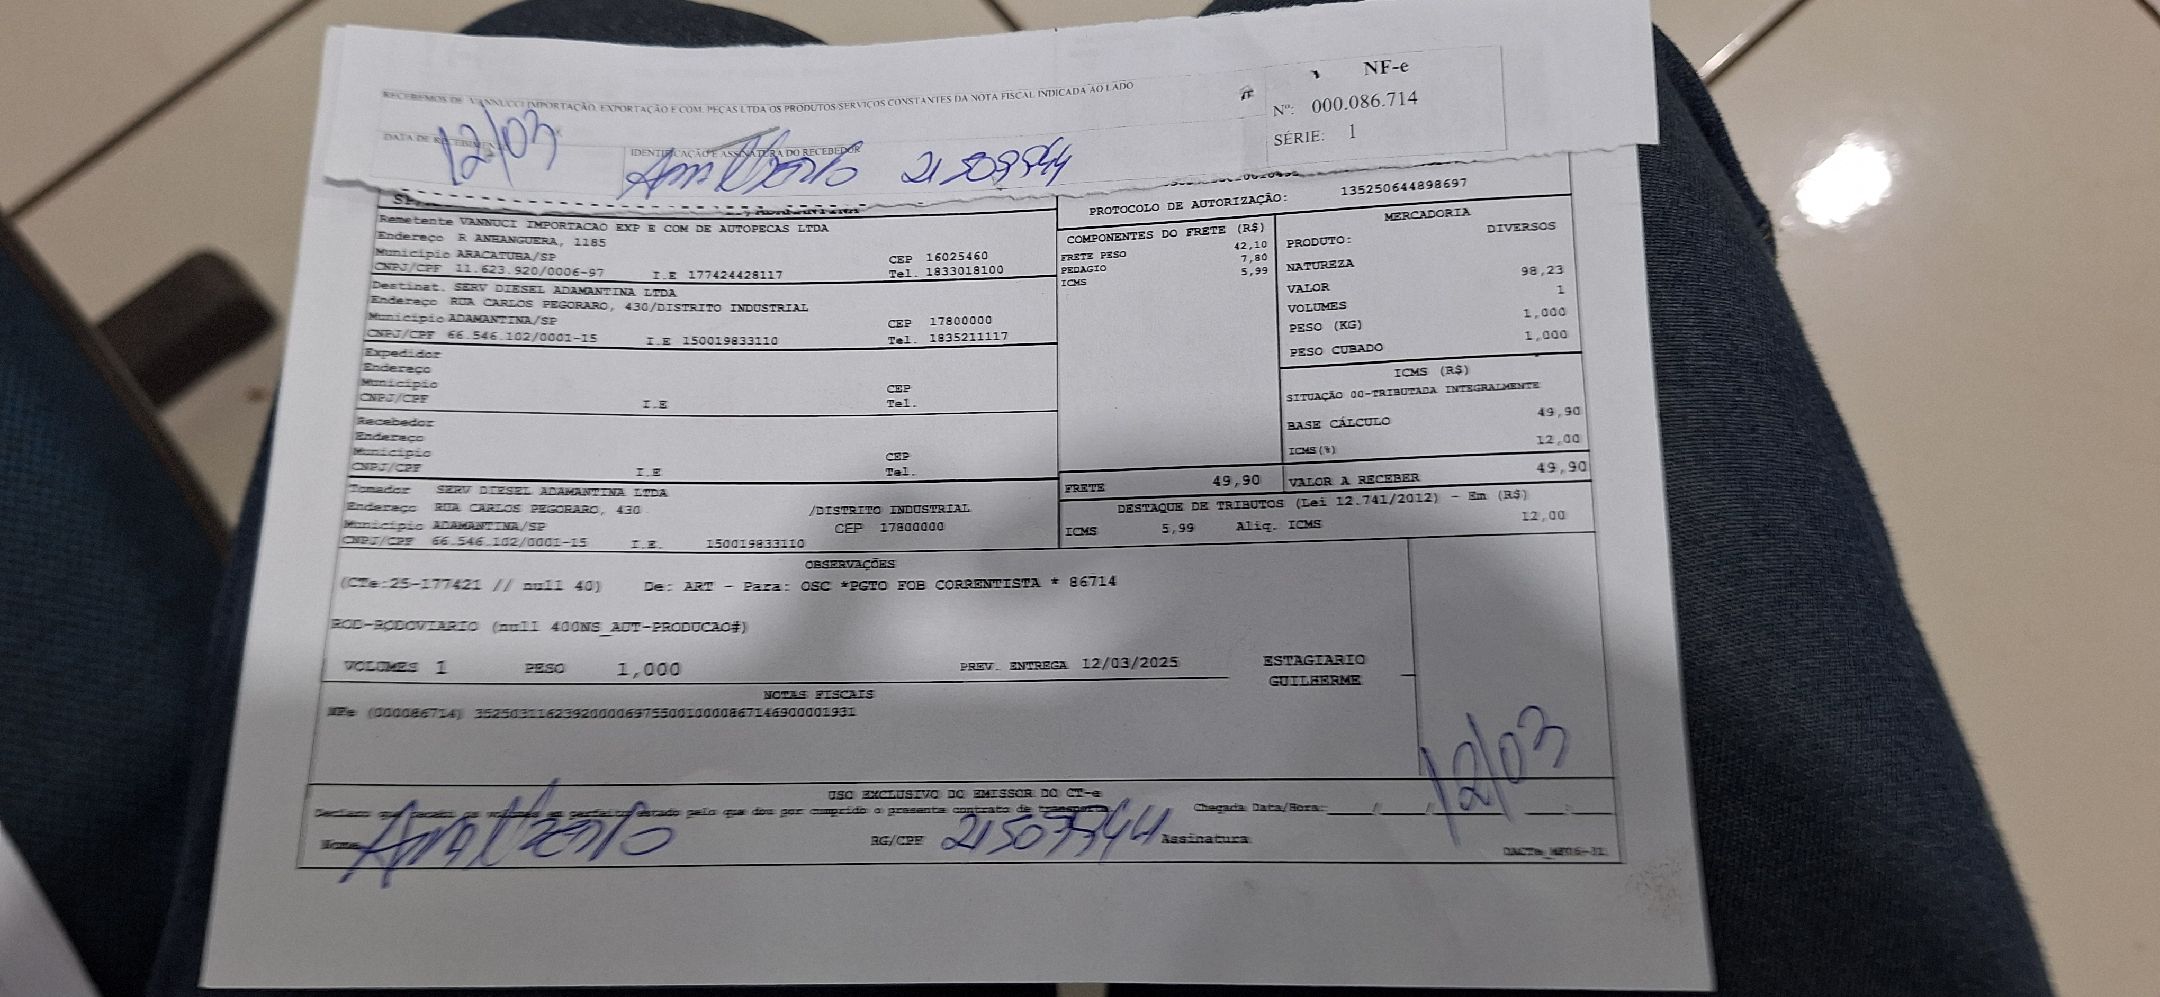 RECEBEMOS DE VANNUCCI IMPORTAÇÃO, EXPORTAÇÃO E COM. PEÇAS LTDA OS PRODUTOS/SERVIÇOS CONSTANTES DA NOTA FISCAL INDICADA AO LADO
NF-e
Nº: 000.086.714
SÉRIE: 1
DATA DE RECEBIMENTO
12/03
IDENTIFICAÇÃO E ASSINATURA DO RECEBEDOR
PROTOCOLO DE AUTORIZAÇÃO: 135250644898697
Remetente VANNUCI IMPORTACAO EXP E COM DE AUTOPECAS LTDA
Endereço R ANHANGUERA, 1185
Município ARACATUBA/SP CEP 16025460
CNPJ/CPF 11.623.920/0006-97 I.E 177424428117 Tel. 1833018100
Destinat. SERV DIESEL ADAMANTINA LTDA
Endereço RUA CARLOS PEGORARO, 430/DISTRITO INDUSTRIAL
Município ADAMANTINA/SP CEP 17800000
CNPJ/CPF 66.546.102/0001-15 I.E 150019833110 Tel. 1835211117
Expedidor
Endereço
Município CEP
CNPJ/CPF I.E Tel.
Recebedor
Endereço
Município CEP
CNPJ/CPF I.E Tel.
Tomador SERV DIESEL ADAMANTINA LTDA
Endereço RUA CARLOS PEGORARO, 430 /DISTRITO INDUSTRIAL
Município ADAMANTINA/SP CEP 17800000
CNPJ/CPF 66.546.102/0001-15 I.E. 150019833110
COMPONENTES DO FRETE (R$)
FRETE PESO 42,10
PEDAGIO 7,80
ICMS 5,99
FRETE 49,90
MERCADORIA
PRODUTO: DIVERSOS
NATUREZA
VALOR 98,23
VOLUMES 1
PESO (KG) 1,000
PESO CUBADO 1,000
ICMS (R$)
SITUAÇÃO 00-TRIBUTADA INTEGRALMENTE
BASE CÁLCULO 49,90
ICMS(%) 12,00
VALOR A RECEBER 49,90
DESTAQUE DE TRIBUTOS (Lei 12.741/2012) - Em (R$)
ICMS 5,99 Aliq. ICMS 12,00
OBSERVAÇÕES
(CTe:25-177421 // null 40) De: ART - Para: OSC *PGTO FOB CORRENTISTA * 86714
ROD-RODOVIARIO (null 400NS_AUT-PRODUCAO#)
VOLUMES 1 PESO 1,000 PREV. ENTREGA 12/03/2025 ESTAGIARIO
GUILHERME
NOTAS FISCAIS
NFe (000086714) 35250311623920000697550010000867146900001931
12/03
USO EXCLUSIVO DO EMISSOR DO CT-e
Declaro que recebi os volumes em perfeito estado pelo que dou por cumprido o presente contrato de transporte Chegada Data/Hora: / /
Nome RG/CPF Assinatura